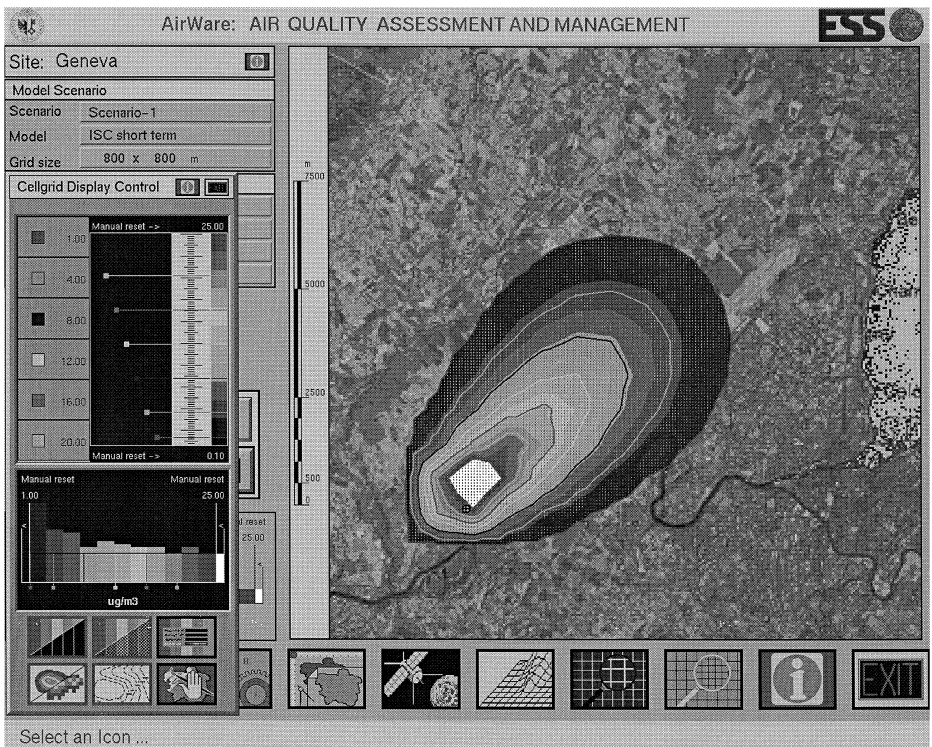 AirWare: AIR QUALITY ASSESSMENT AND MANAGEMENT
ESS
Site: Geneva
Model Scenario
Scenario Scenario-1
Model ISC short term
Grid size 800 x 800 m
Cellgrid Display Control
EXIT
Manual reset -> 25.00
1.00
4.00
8.00
12.00
16.00
20.00
Manual reset -> 0.10
Manual reset Manual reset
1.00 25.00
ug/m3
al reset
25.00
m
7500
5000
2500
500
0
EXIT
Select an Icon ...